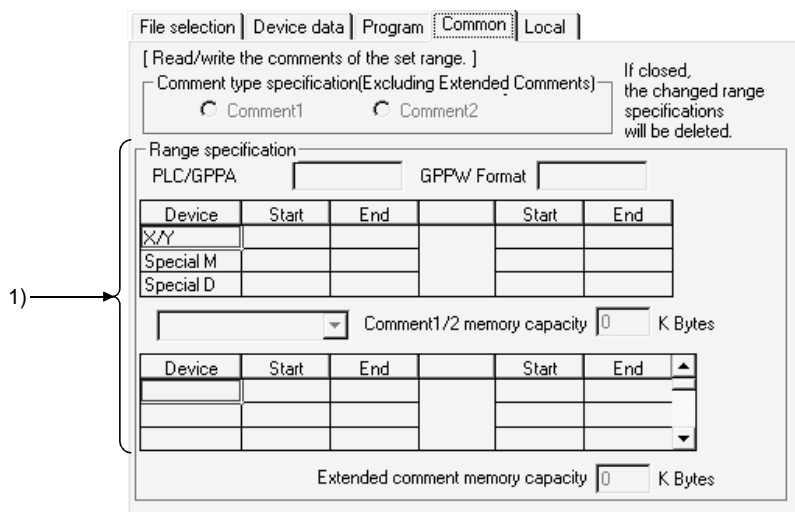 File selection Device data Program Common Local
[ Read/write the comments of the set range. ]
Comment type specification(Excluding Extended Comments)
Comment1 Comment2
If closed,
the changed range
specifications
will be deleted.
1)
Range specification
PLC/GPPA GPPW Format
Device Start End Start End
X/Y
Special M
Special D
Comment1/2 memory capacity 0 K Bytes
Device Start End Start End
Extended comment memory capacity 0 K Bytes